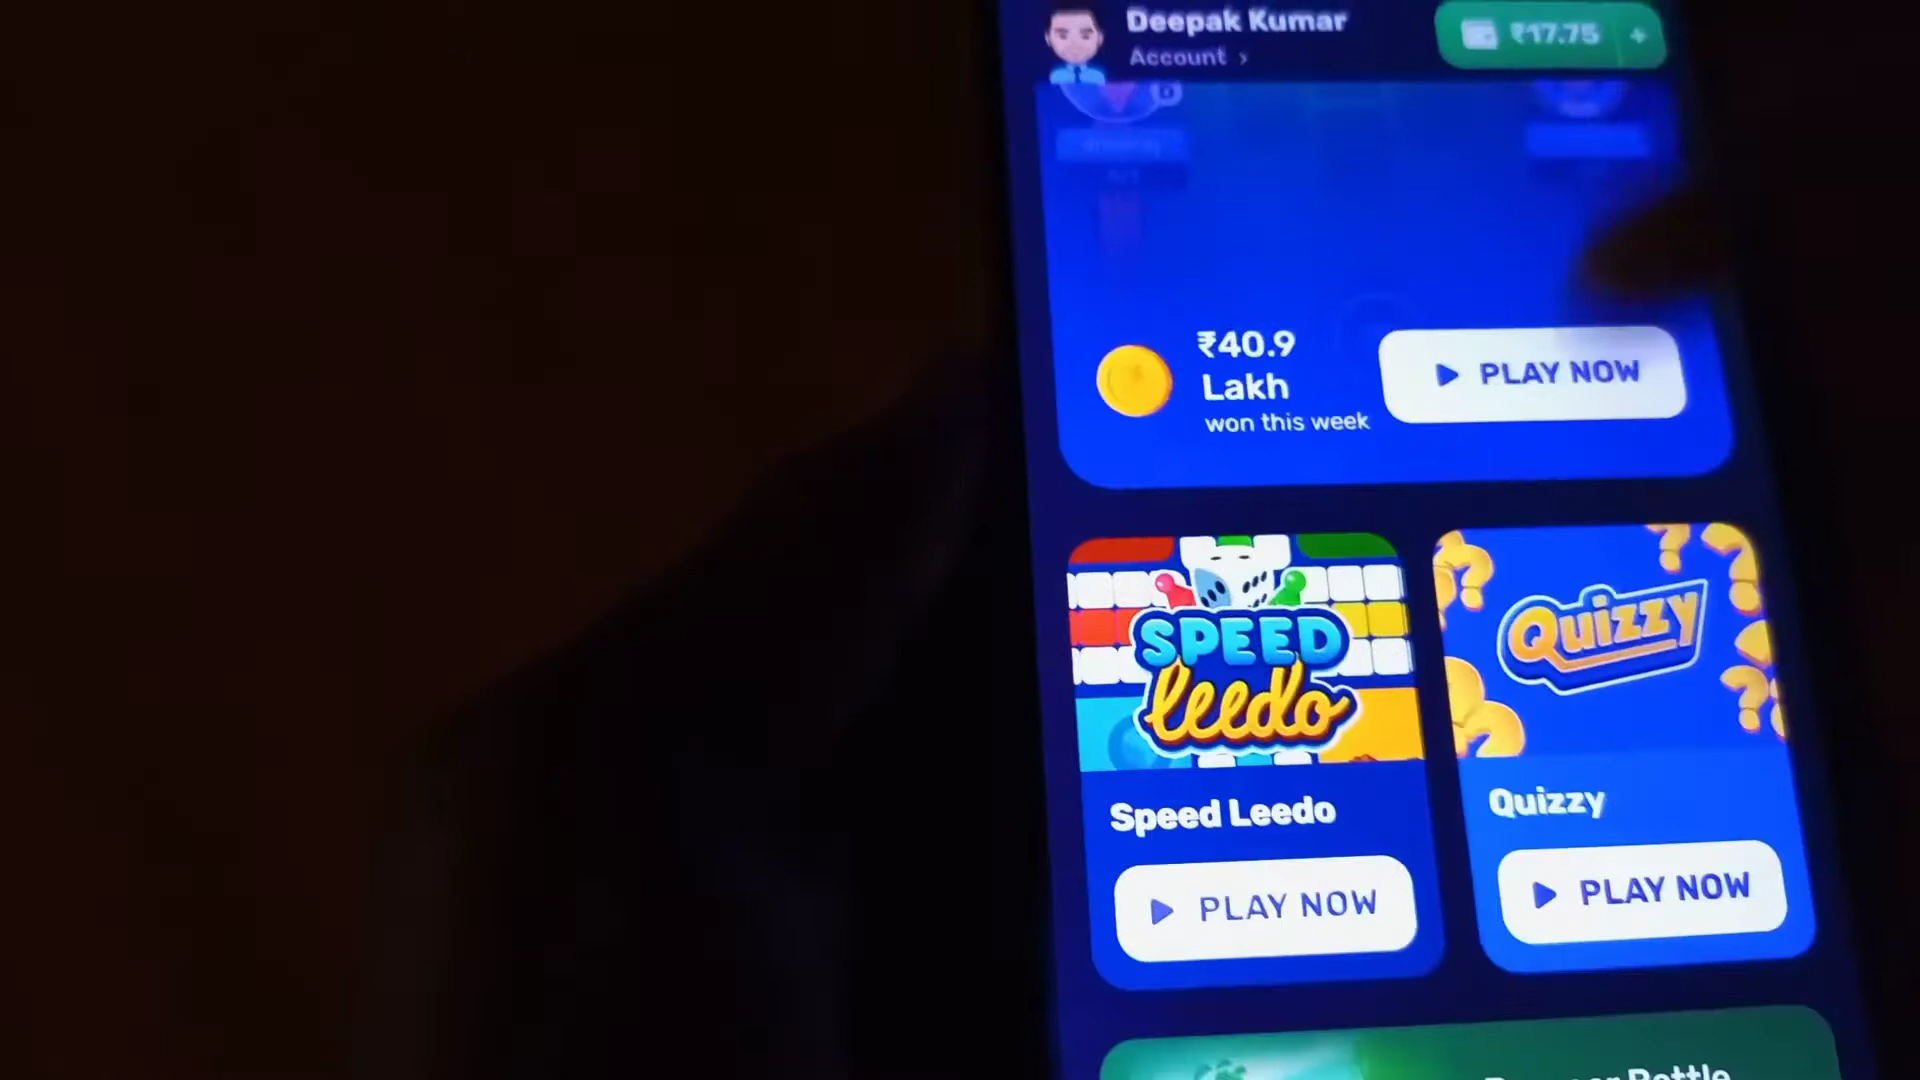 Deepak Kumar
Account >
₹17.75 +
₹40.9
Lakh
won this week
PLAY NOW
SPEED
leedo
Quizzy
Speed Leedo
Quizzy
PLAY NOW
PLAY NOW